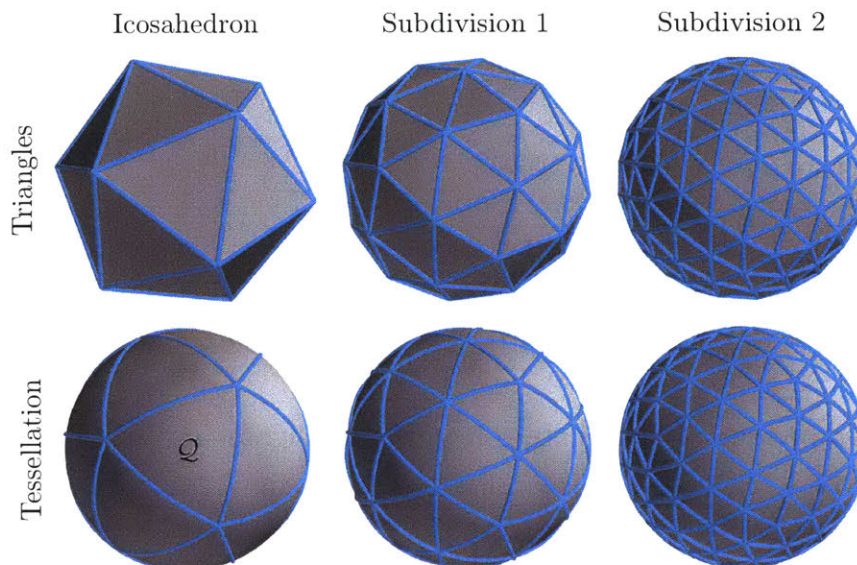 Icosahedron
Subdivision 1
Subdivision 2
Triangles
Tessellation
𝒬